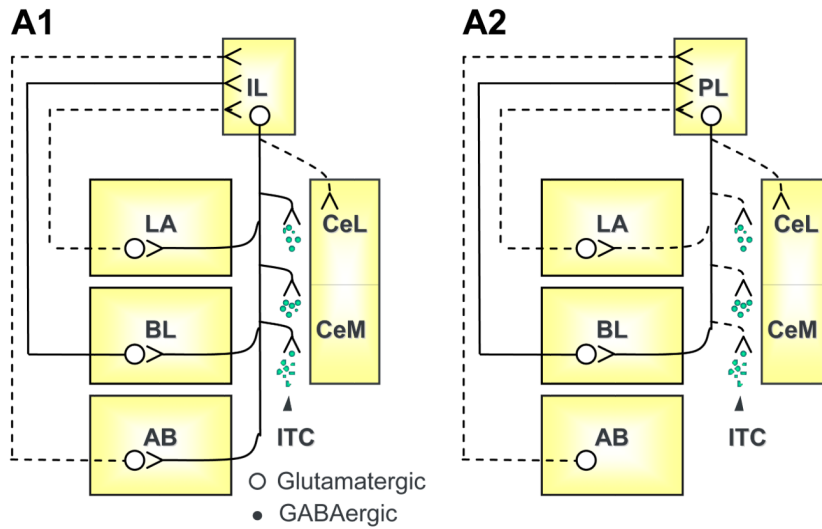 A1
IL
LA
CeL
BL
CeM
AB
ITC
Glutamatergic
GABAergic
A2
PL
LA
CeL
BL
CeM
AB
ITC